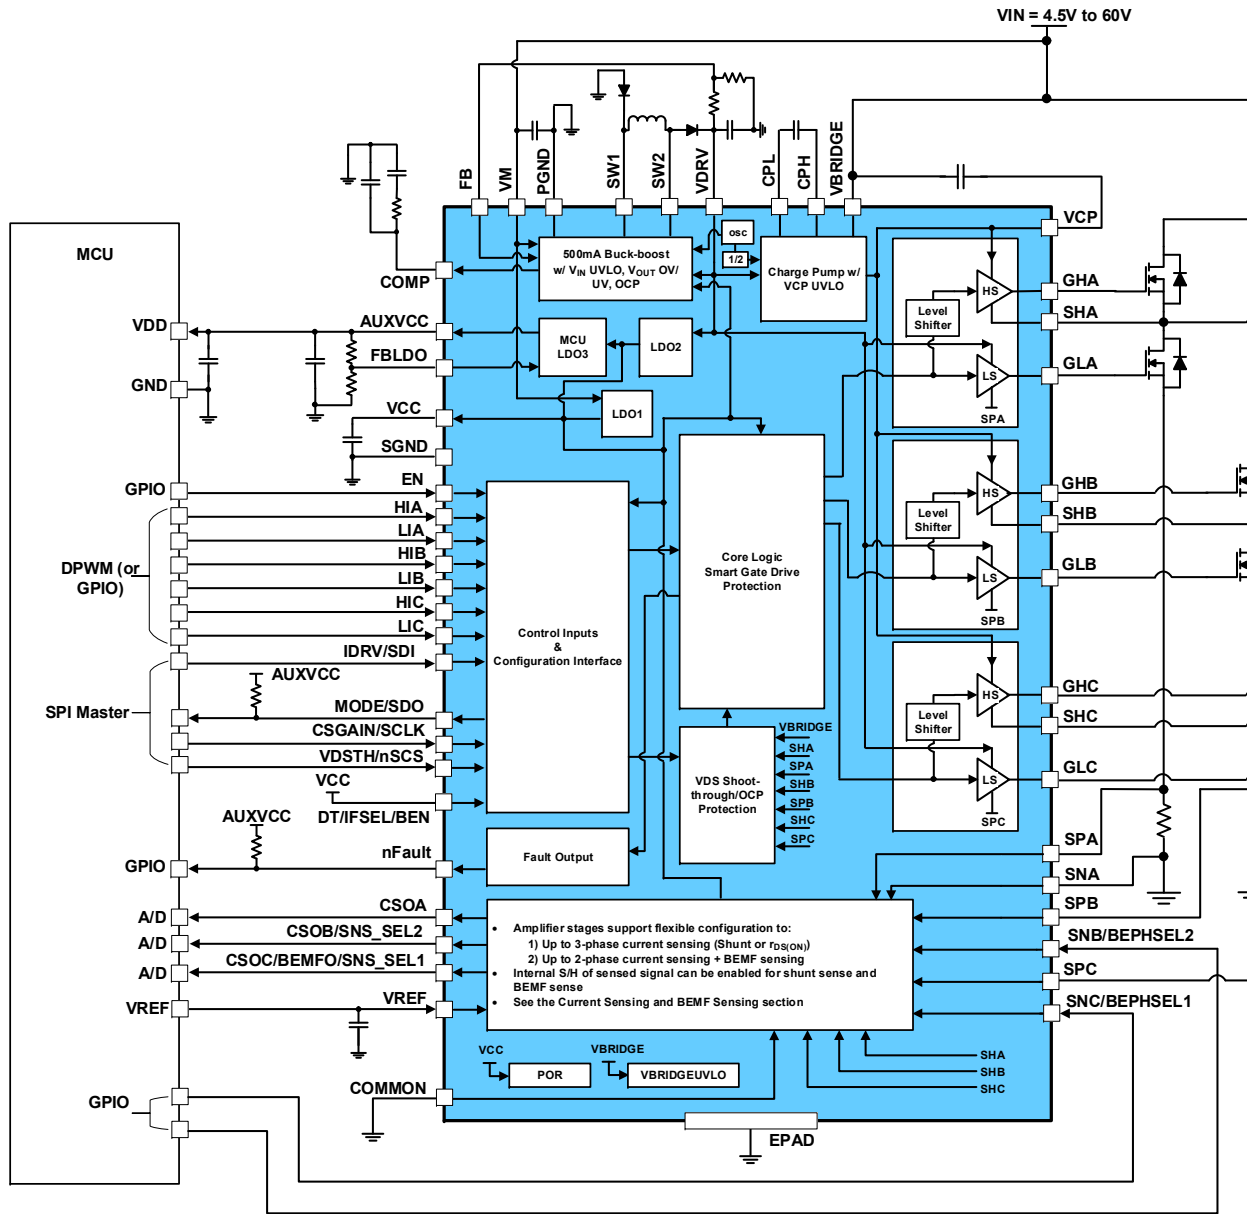 VIN = 4.5V to 60V
FB
VM
PGND
SW1
SW2
VDRV
CPL
CPH
VBRIDGE
VCP
MCU
COMP
500mA Buck-boost
w/ VIN UVLO, VOUT OV/
UV, OCP
osc
1/2
Charge Pump w/
VCP UVLO
HS
Level
Shifter
LS
SPA
GHA
SHA
GLA
VDD
GND
AUXVCC
FBLDO
MCU
LDO3
LDO2
LDO1
VCC
SGND
GPIO
EN
HIA
LIA
HIB
LIB
HIC
LIC
DPWM (or
GPIO)
IDRV/SDI
AUXVCC
SPI Master
MODE/SDO
CSGAIN/SCLK
VDSTH/nSCS
VCC
DT/IFSEL/BEN
Control Inputs
&
Configuration Interface
Core Logic
Smart Gate Drive
Protection
HS
Level
Shifter
LS
SPB
GHB
SHB
GLB
HS
Level
Shifter
LS
SPC
GHC
SHC
GLC
VDS Shoot-
through/OCP
Protection
VBRIDGE
SHA
SPA
SHB
SPB
SHC
SPC
AUXVCC
GPIO
nFault
Fault Output
SPA
SNA
SPB
SNB/BEPHSEL2
SPC
SNC/BEPHSEL1
A/D
CSOA
A/D
CSOB/SNS_SEL2
A/D
CSOC/BEMFO/SNS_SEL1
VREF
VREF
• Amplifier stages support flexible configuration to:
1) Up to 3-phase current sensing (Shunt or rDS(ON))
2) Up to 2-phase current sensing + BEMF sensing
• Internal S/H of sensed signal can be enabled for shunt sense and
BEMF sense
• See the Current Sensing and BEMF Sensing section
VCC
POR
VBRIDGE
VBRIDGEUVLO
SHA
SHB
SHC
COMMON
GPIO
EPAD